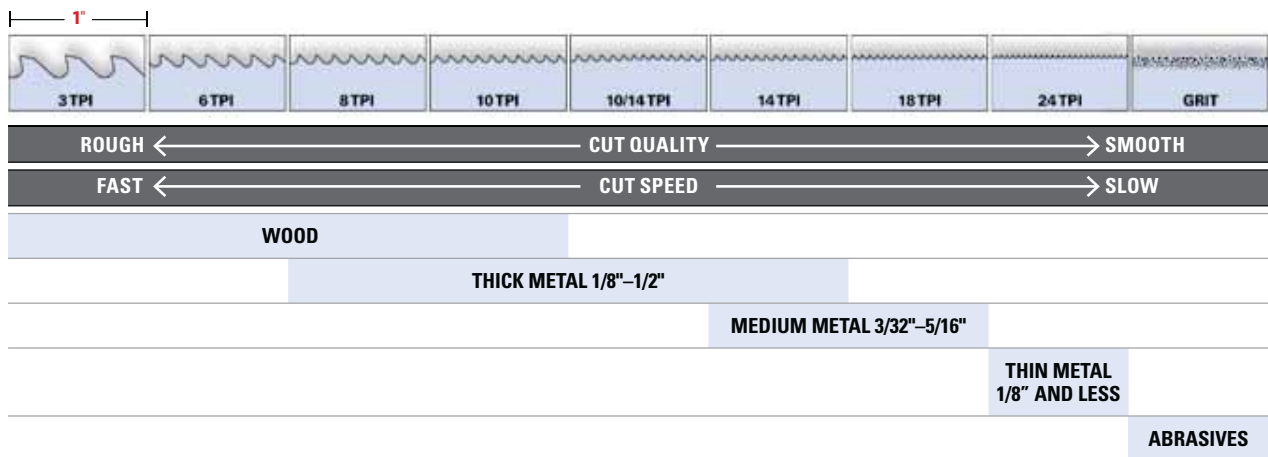 1"
3 TPI 6 TPI 8 TPI 10 TPI 10/14 TPI 14 TPI 18 TPI 24 TPI GRIT
ROUGH CUT QUALITY SMOOTH
FAST CUT SPEED SLOW
WOOD
THICK METAL 1/8"–1/2"
MEDIUM METAL 3/32"–5/16"
THIN METAL
1/8” AND LESS
ABRASIVES